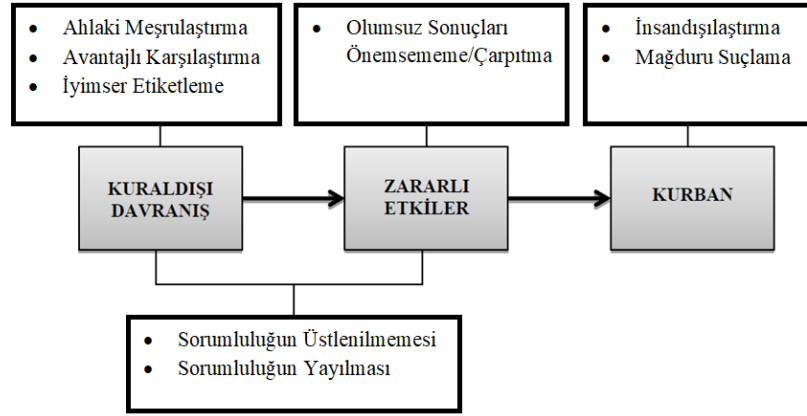 • Ahlaki Meşrulaştırma
• Avantajlı Karşılaştırma
• İyimser Etiketleme
• Olumsuz Sonuçları
Önemsememe/Çarpıtma
• İnsandışılaştırma
• Mağduru Suçlama
KURALDIŞI
DAVRANIŞ
ZARARLI
ETKİLER
KURBAN
• Sorumluluğun Üstlenilmemesi
• Sorumluluğun Yayılması